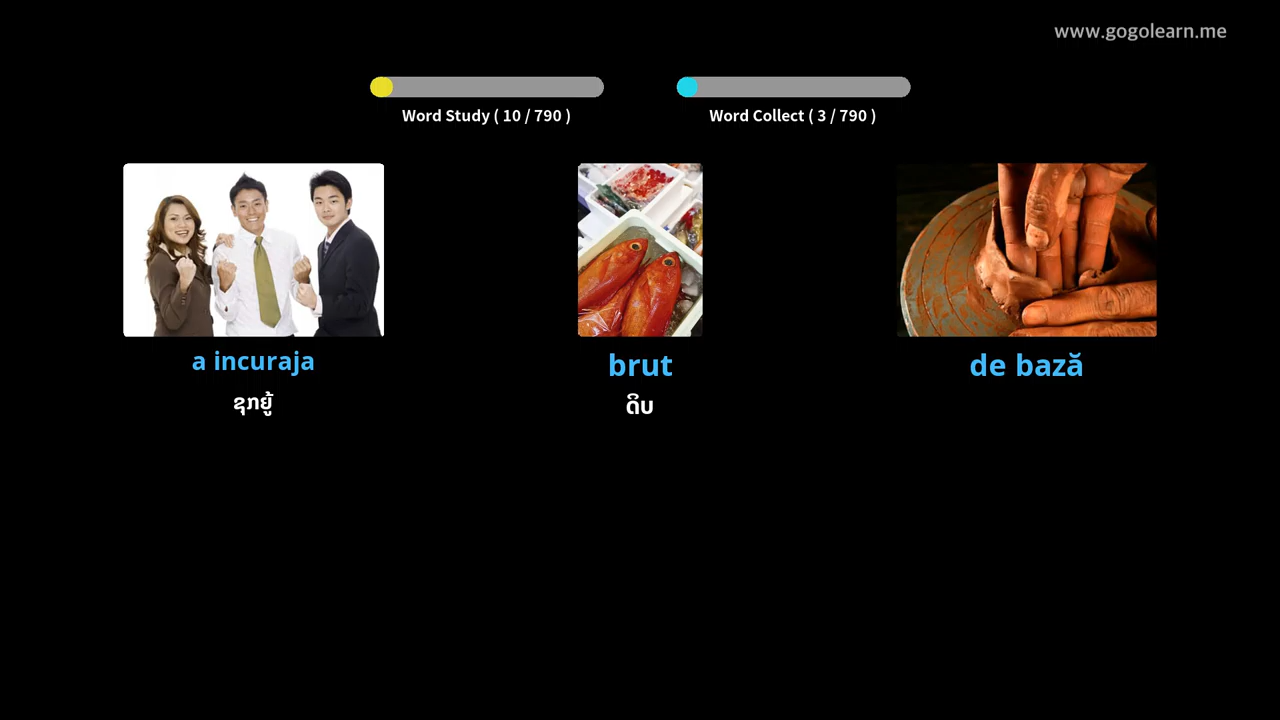 www.gogolearn.me
Word Study ( 10 / 790 )
Word Collect ( 3 / 790 )
a incuraja
ຊຸກຍູ້
brut
ດິບ
de bază